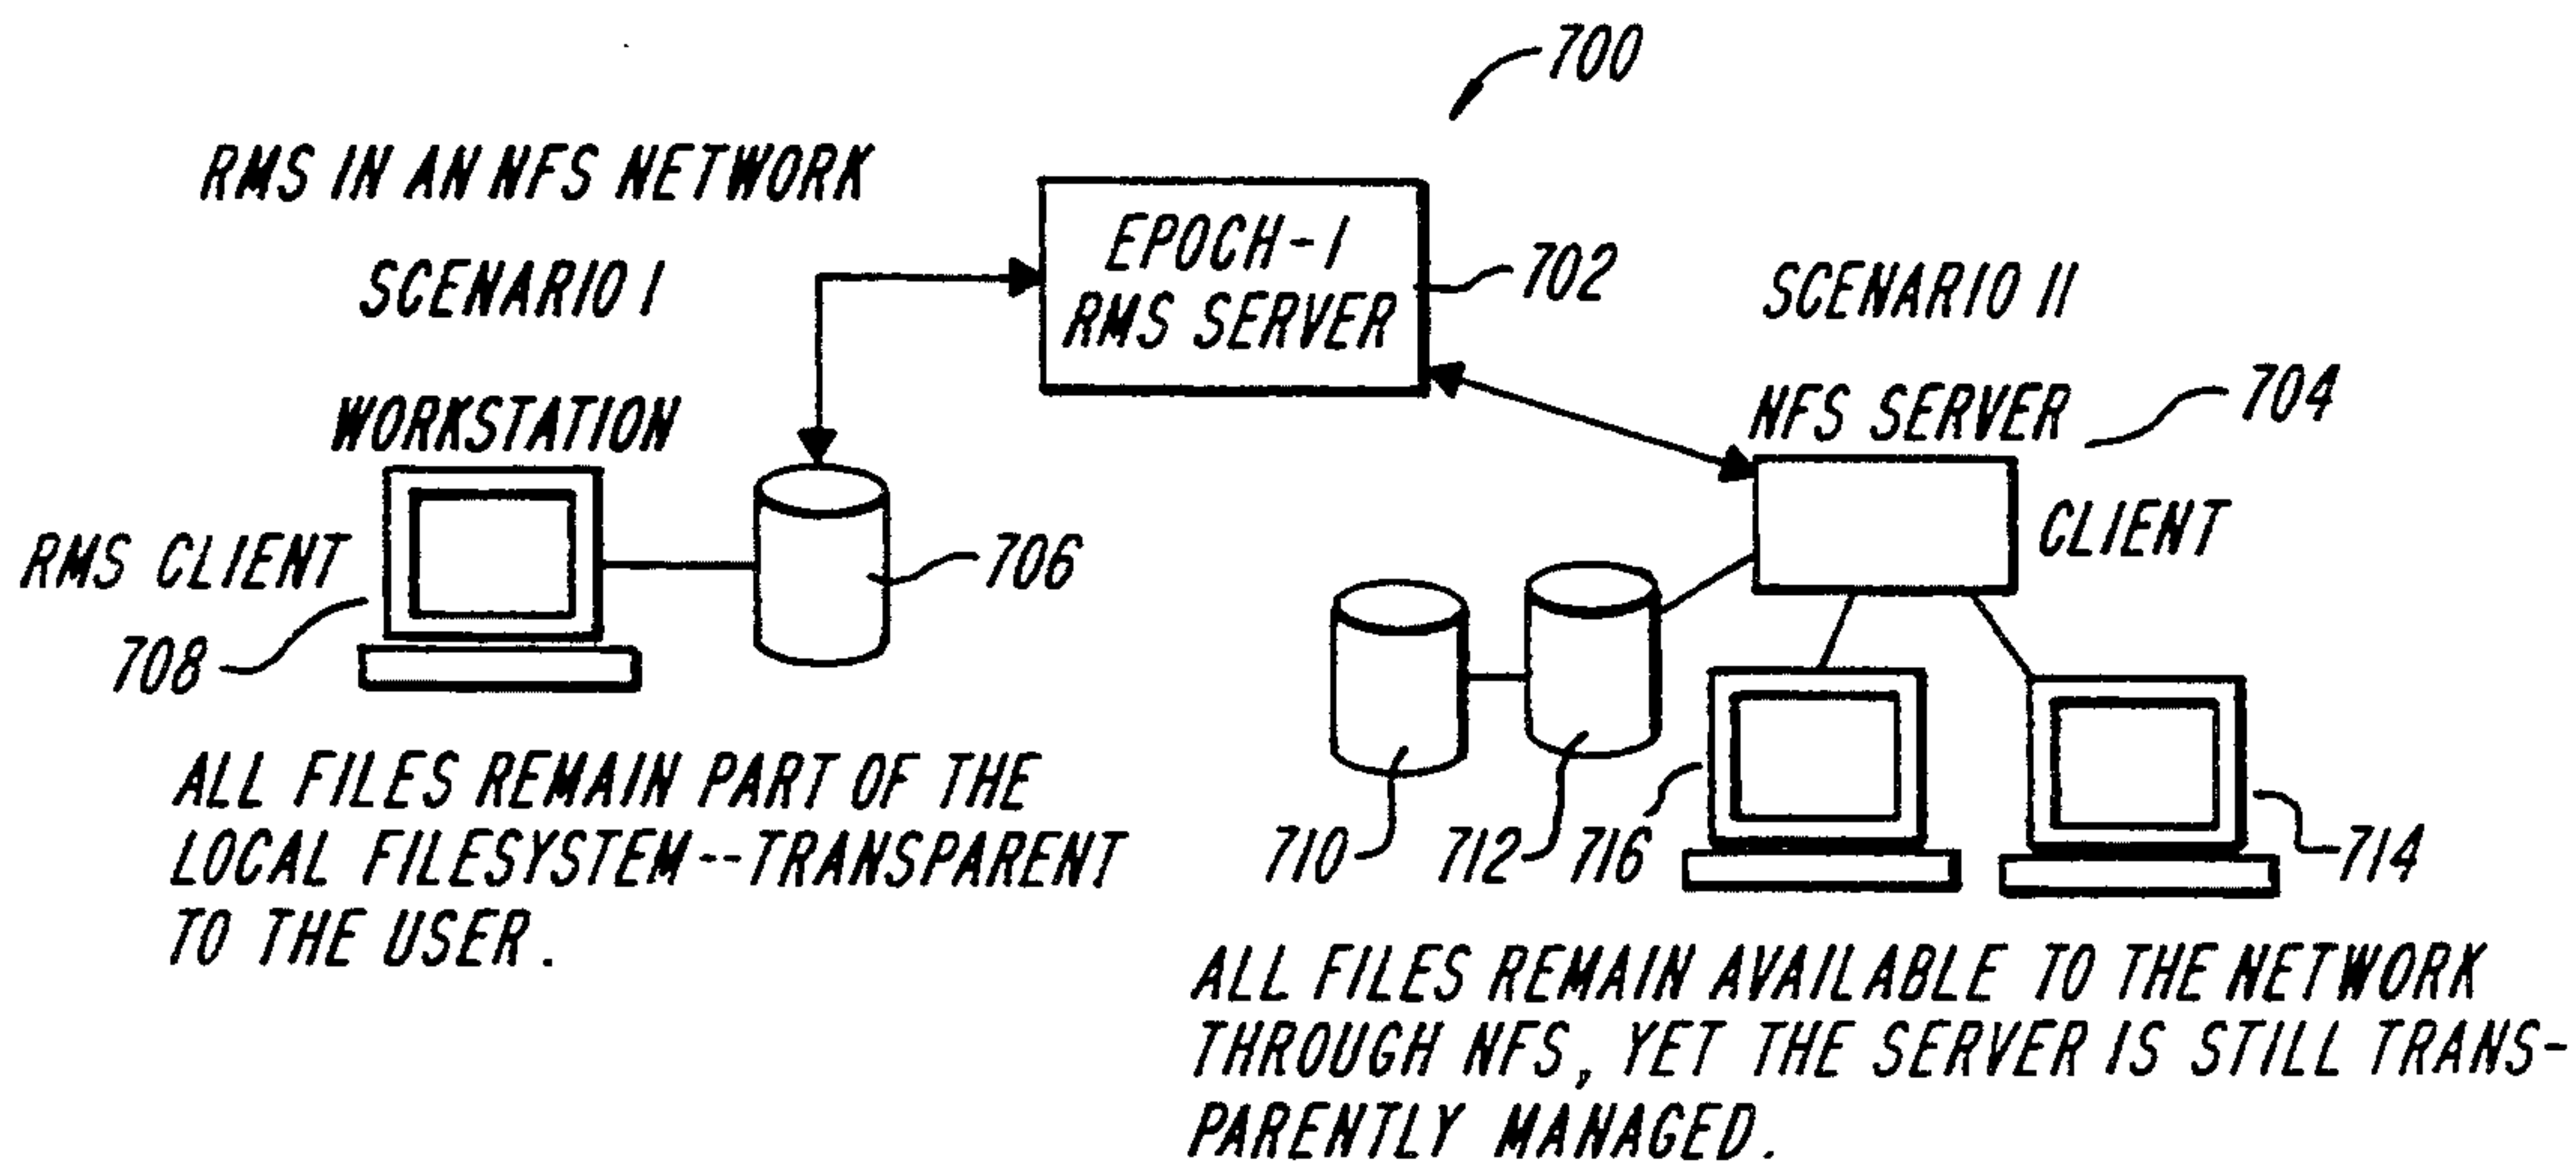 700
RMS IN AN NFS NETWORK
SCENARIO I
EPOCH-1
RMS SERVER
702
SCENARIO II
WORKSTATION
NFS SERVER
704
RMS CLIENT
708
706
CLIENT
710
712
716
714
ALL FILES REMAIN PART OF THE
LOCAL FILESYSTEM--TRANSPARENT
TO THE USER.
ALL FILES REMAIN AVAILABLE TO THE NETWORK
THROUGH NFS, YET THE SERVER IS STILL TRANS-
PARENTLY MANAGED.